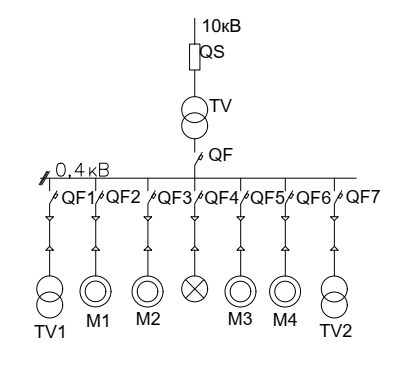 10кВ
QS
TV
QF
0,4кВ
QF1 QF2 QF3 QF4 QF5 QF6 QF7
TV1 M1 M2 M3 M4 TV2